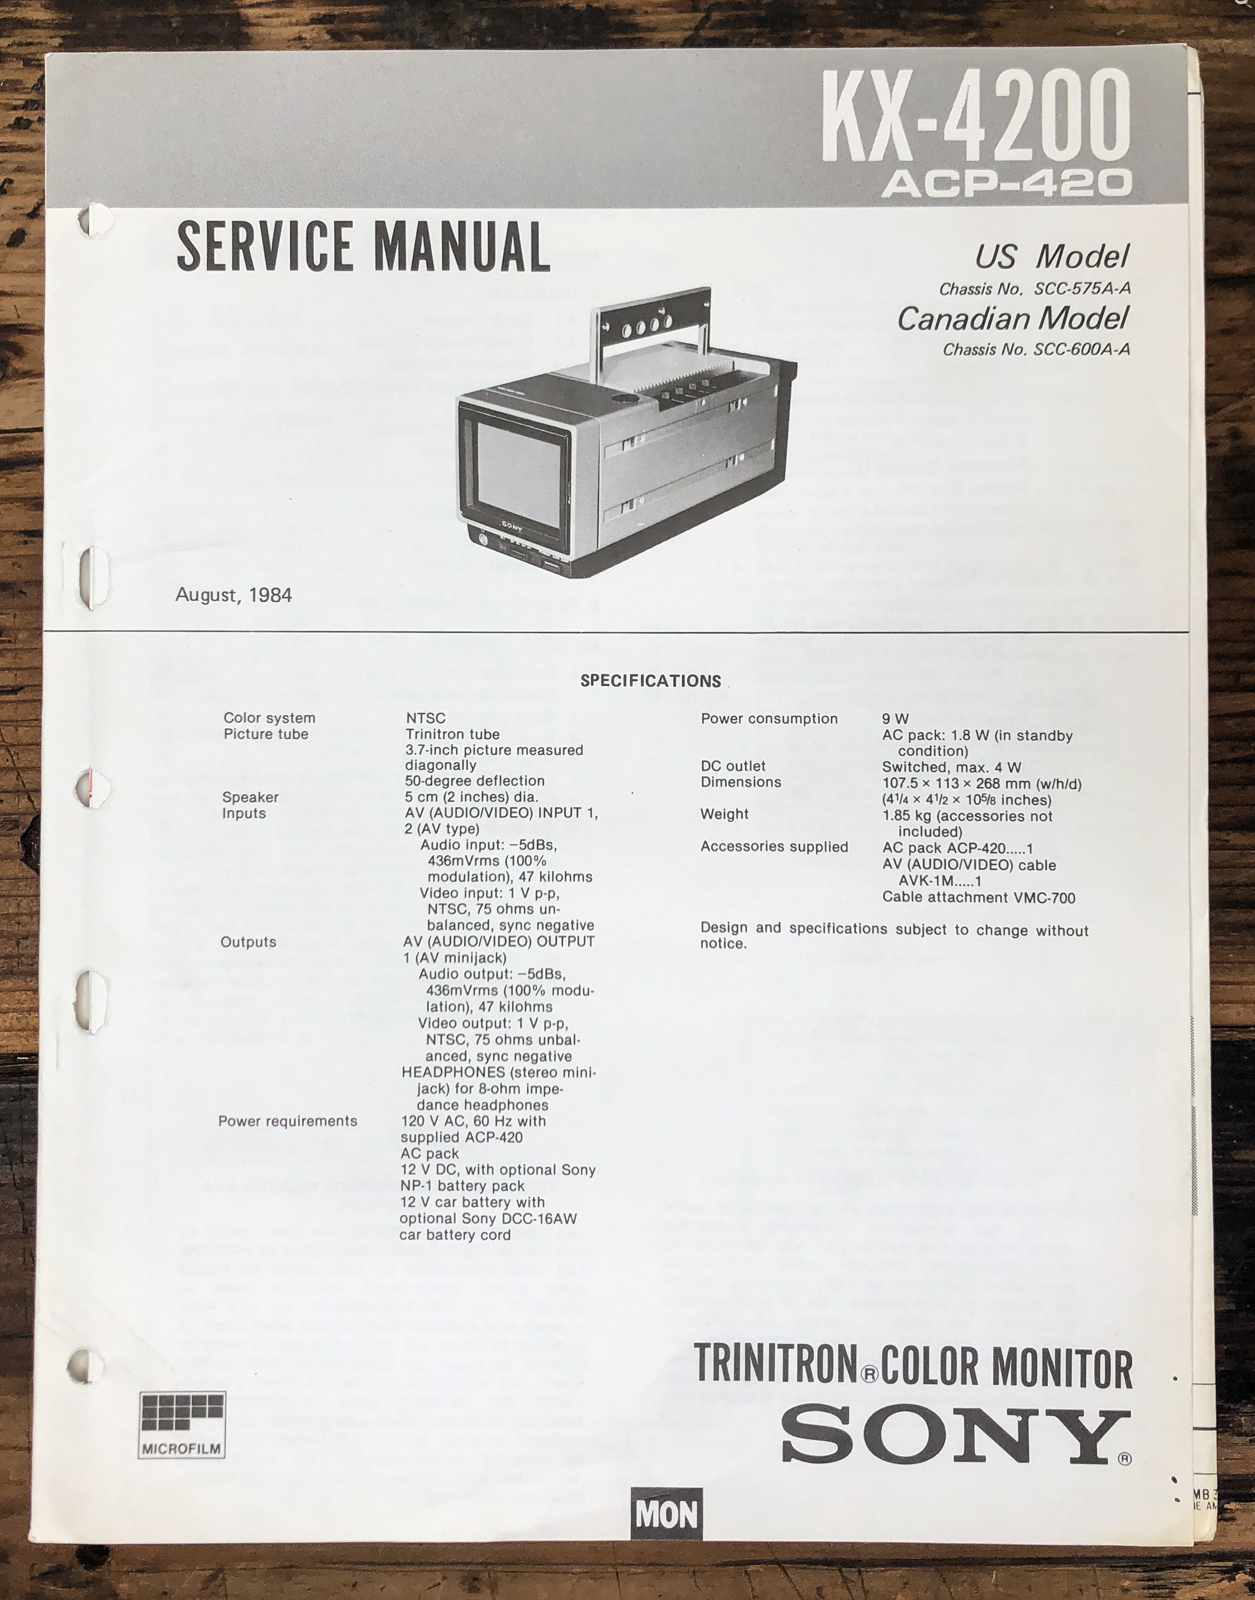 KX-4200
ACP-420
SERVICE MANUAL
US Model
Chassis No. SCC-575A-A
Canadian Model
Chassis No. SCC-600A-A
SONY
August, 1984
SPECIFICATIONS
Color system NTSC
Picture tube Trinitron tube
3.7-inch picture measured
diagonally
50-degree deflection
Speaker 5 cm (2 inches) dia.
Inputs AV (AUDIO/VIDEO) INPUT 1,
2 (AV type)
Audio input: −5dBs,
436mVrms (100%
modulation), 47 kilohms
Video input: 1 V p-p,
NTSC, 75 ohms un-
balanced, sync negative
Outputs AV (AUDIO/VIDEO) OUTPUT
1 (AV minijack)
Audio output: −5dBs,
436mVrms (100% modu-
lation), 47 kilohms
Video output: 1 V p-p,
NTSC, 75 ohms unbal-
anced, sync negative
HEADPHONES (stereo mini-
jack) for 8-ohm impe-
dance headphones
Power requirements 120 V AC, 60 Hz with
supplied ACP-420
AC pack
12 V DC, with optional Sony
NP-1 battery pack
12 V car battery with
optional Sony DCC-16AW
car battery cord
Power consumption 9 W
AC pack: 1.8 W (in standby
condition)
DC outlet Switched, max. 4 W
Dimensions 107.5 × 113 × 268 mm (w/h/d)
(4 1/4 × 4 1/2 × 10 5/8 inches)
Weight 1.85 kg (accessories not
included)
Accessories supplied AC pack ACP-420.....1
AV (AUDIO/VIDEO) cable
AVK-1M.....1
Cable attachment VMC-700
Design and specifications subject to change without
notice.
TRINITRON® COLOR MONITOR
SONY®
MICROFILM
MON